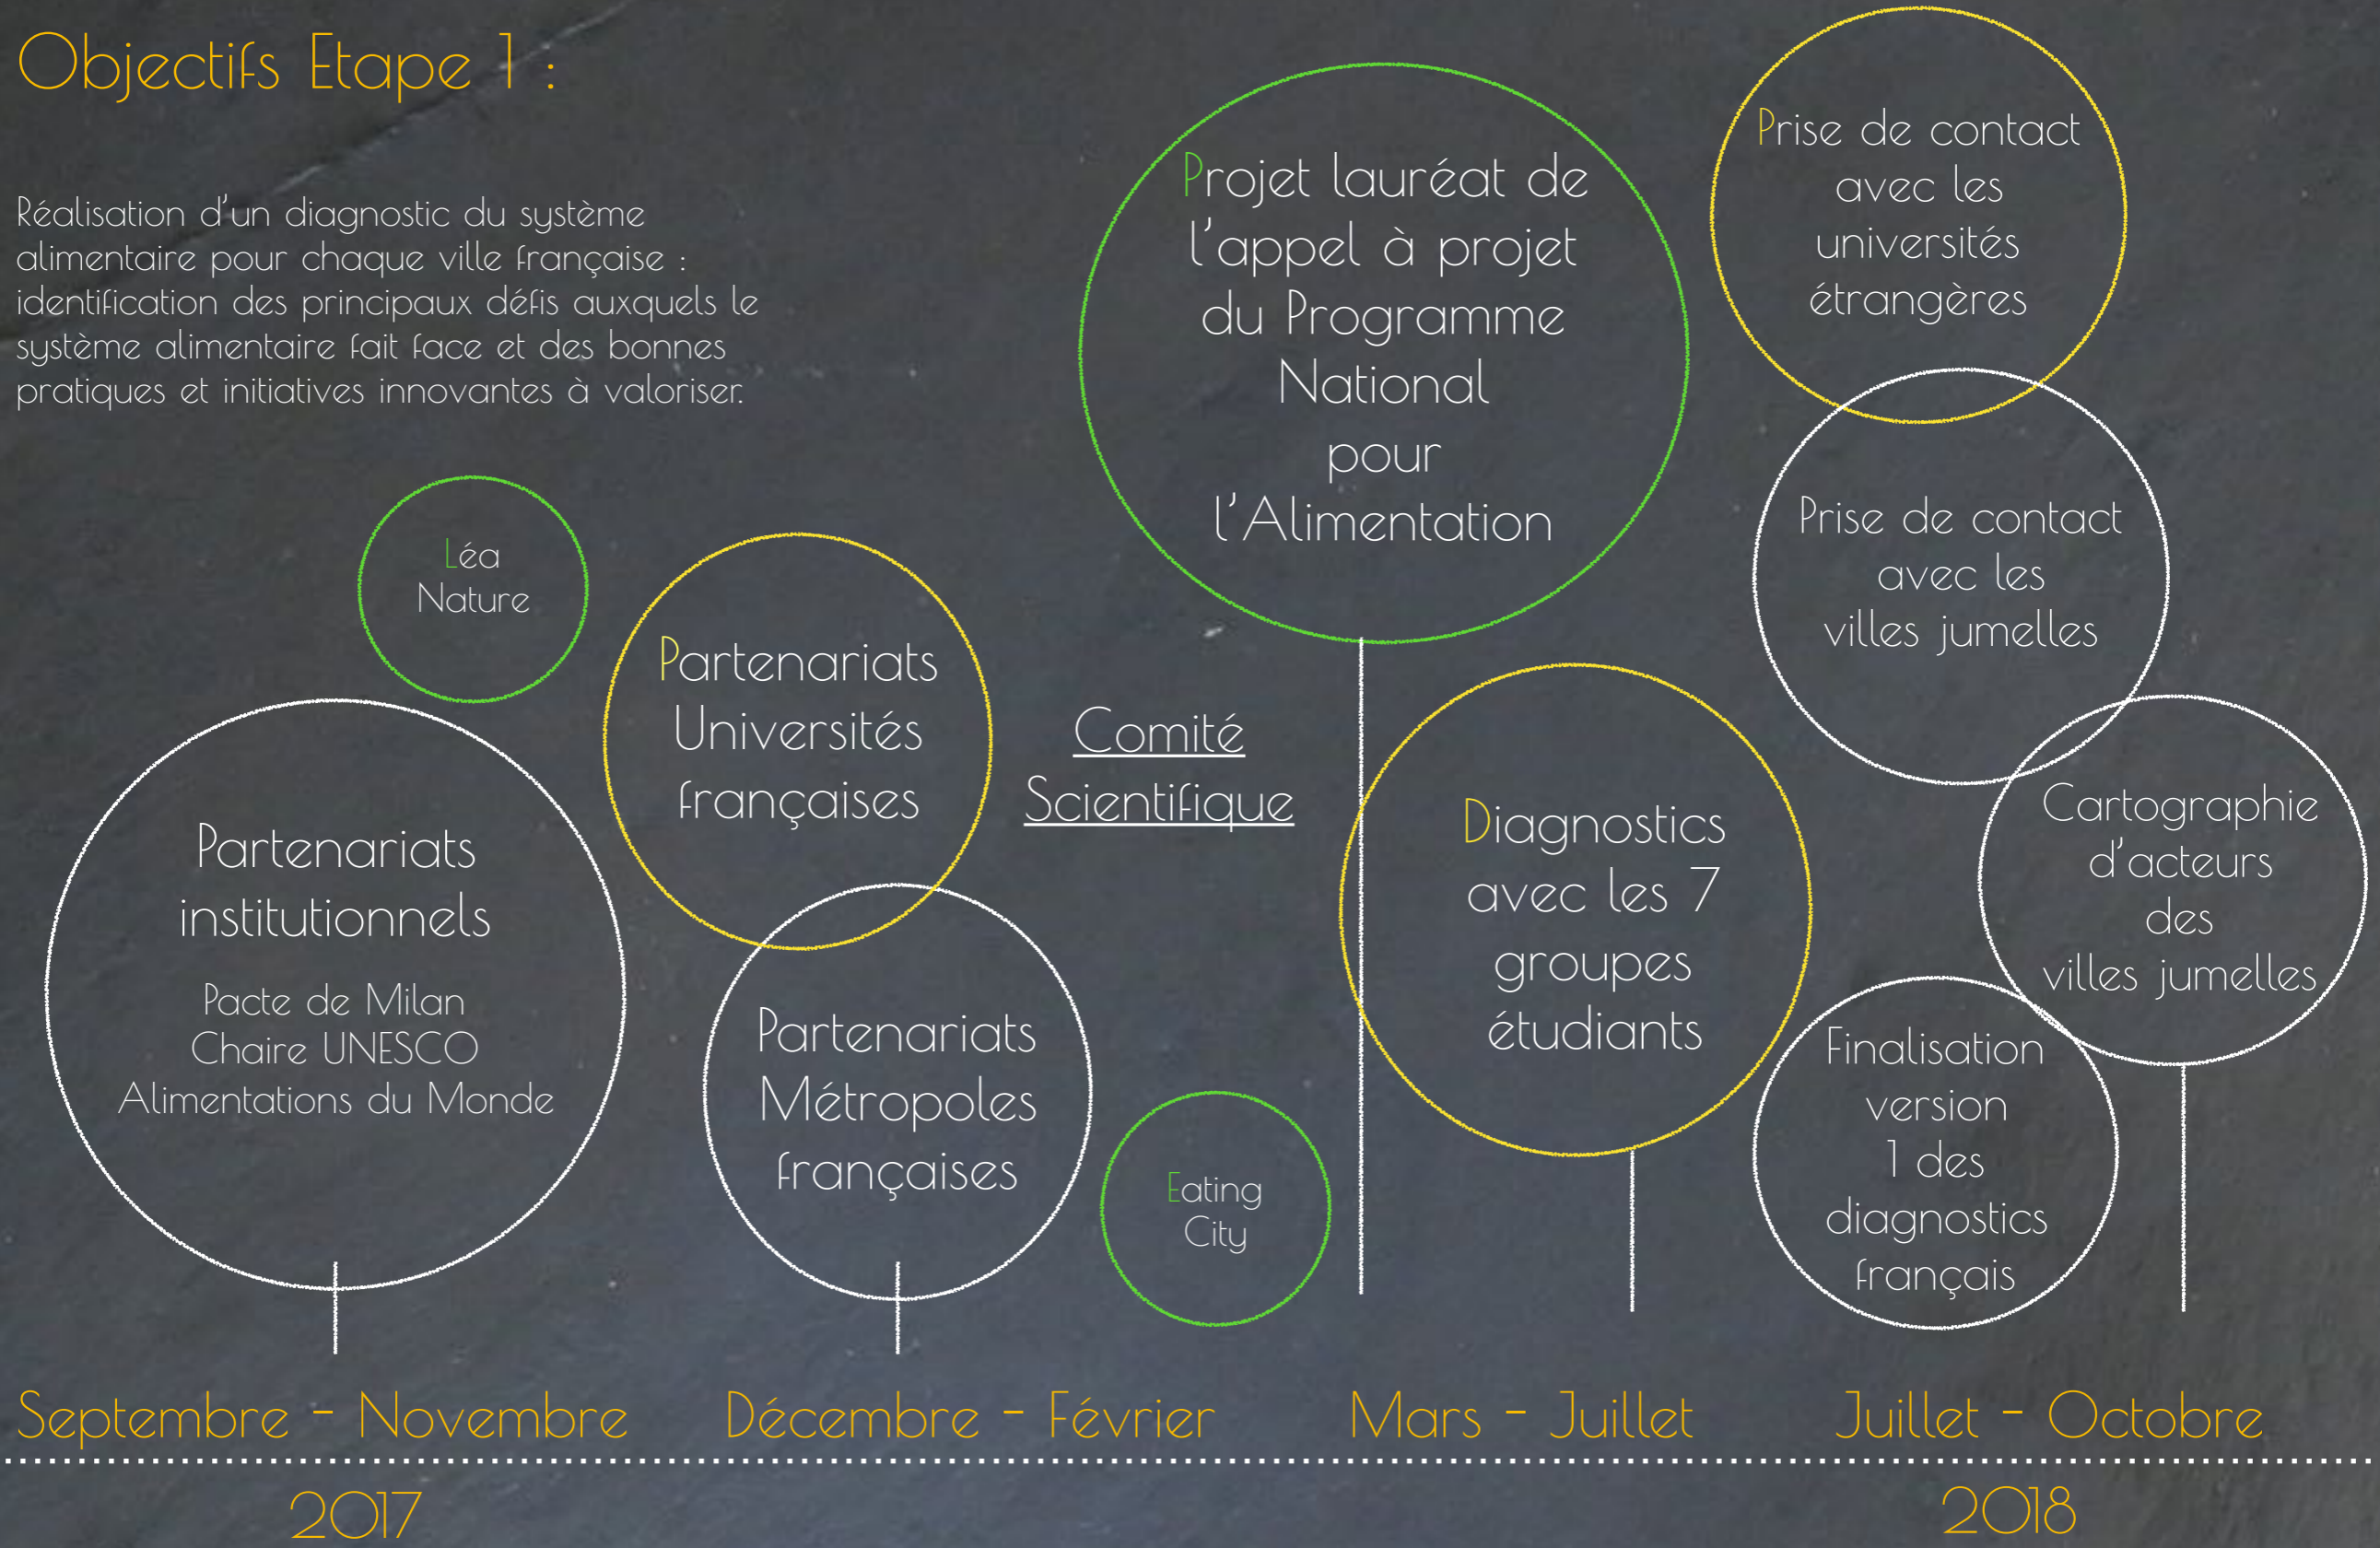 Objectifs Etape 1 :
Réalisation d'un diagnostic du système
alimentaire pour chaque ville française :
identification des principaux défis auxquels le
système alimentaire fait face et des bonnes
pratiques et initiatives innovantes à valoriser.
Léa
Nature
Partenariats
institutionnels
Pacte de Milan
Chaire UNESCO
Alimentations du Monde
Partenariats
Universités
françaises
Partenariats
Métropoles
françaises
Comité
Scientifique
Eating
City
Projet lauréat de
l'appel à projet
du Programme
National
pour
l'Alimentation
Diagnostics
avec les 7
groupes
étudiants
Prise de contact
avec les
universités
étrangères
Prise de contact
avec les
villes jumelles
Cartographie
d'acteurs
des
villes jumelles
Finalisation
version
1 des
diagnostics
français
Septembre - Novembre
Décembre - Février
Mars - Juillet
Juillet - Octobre
2017
2018